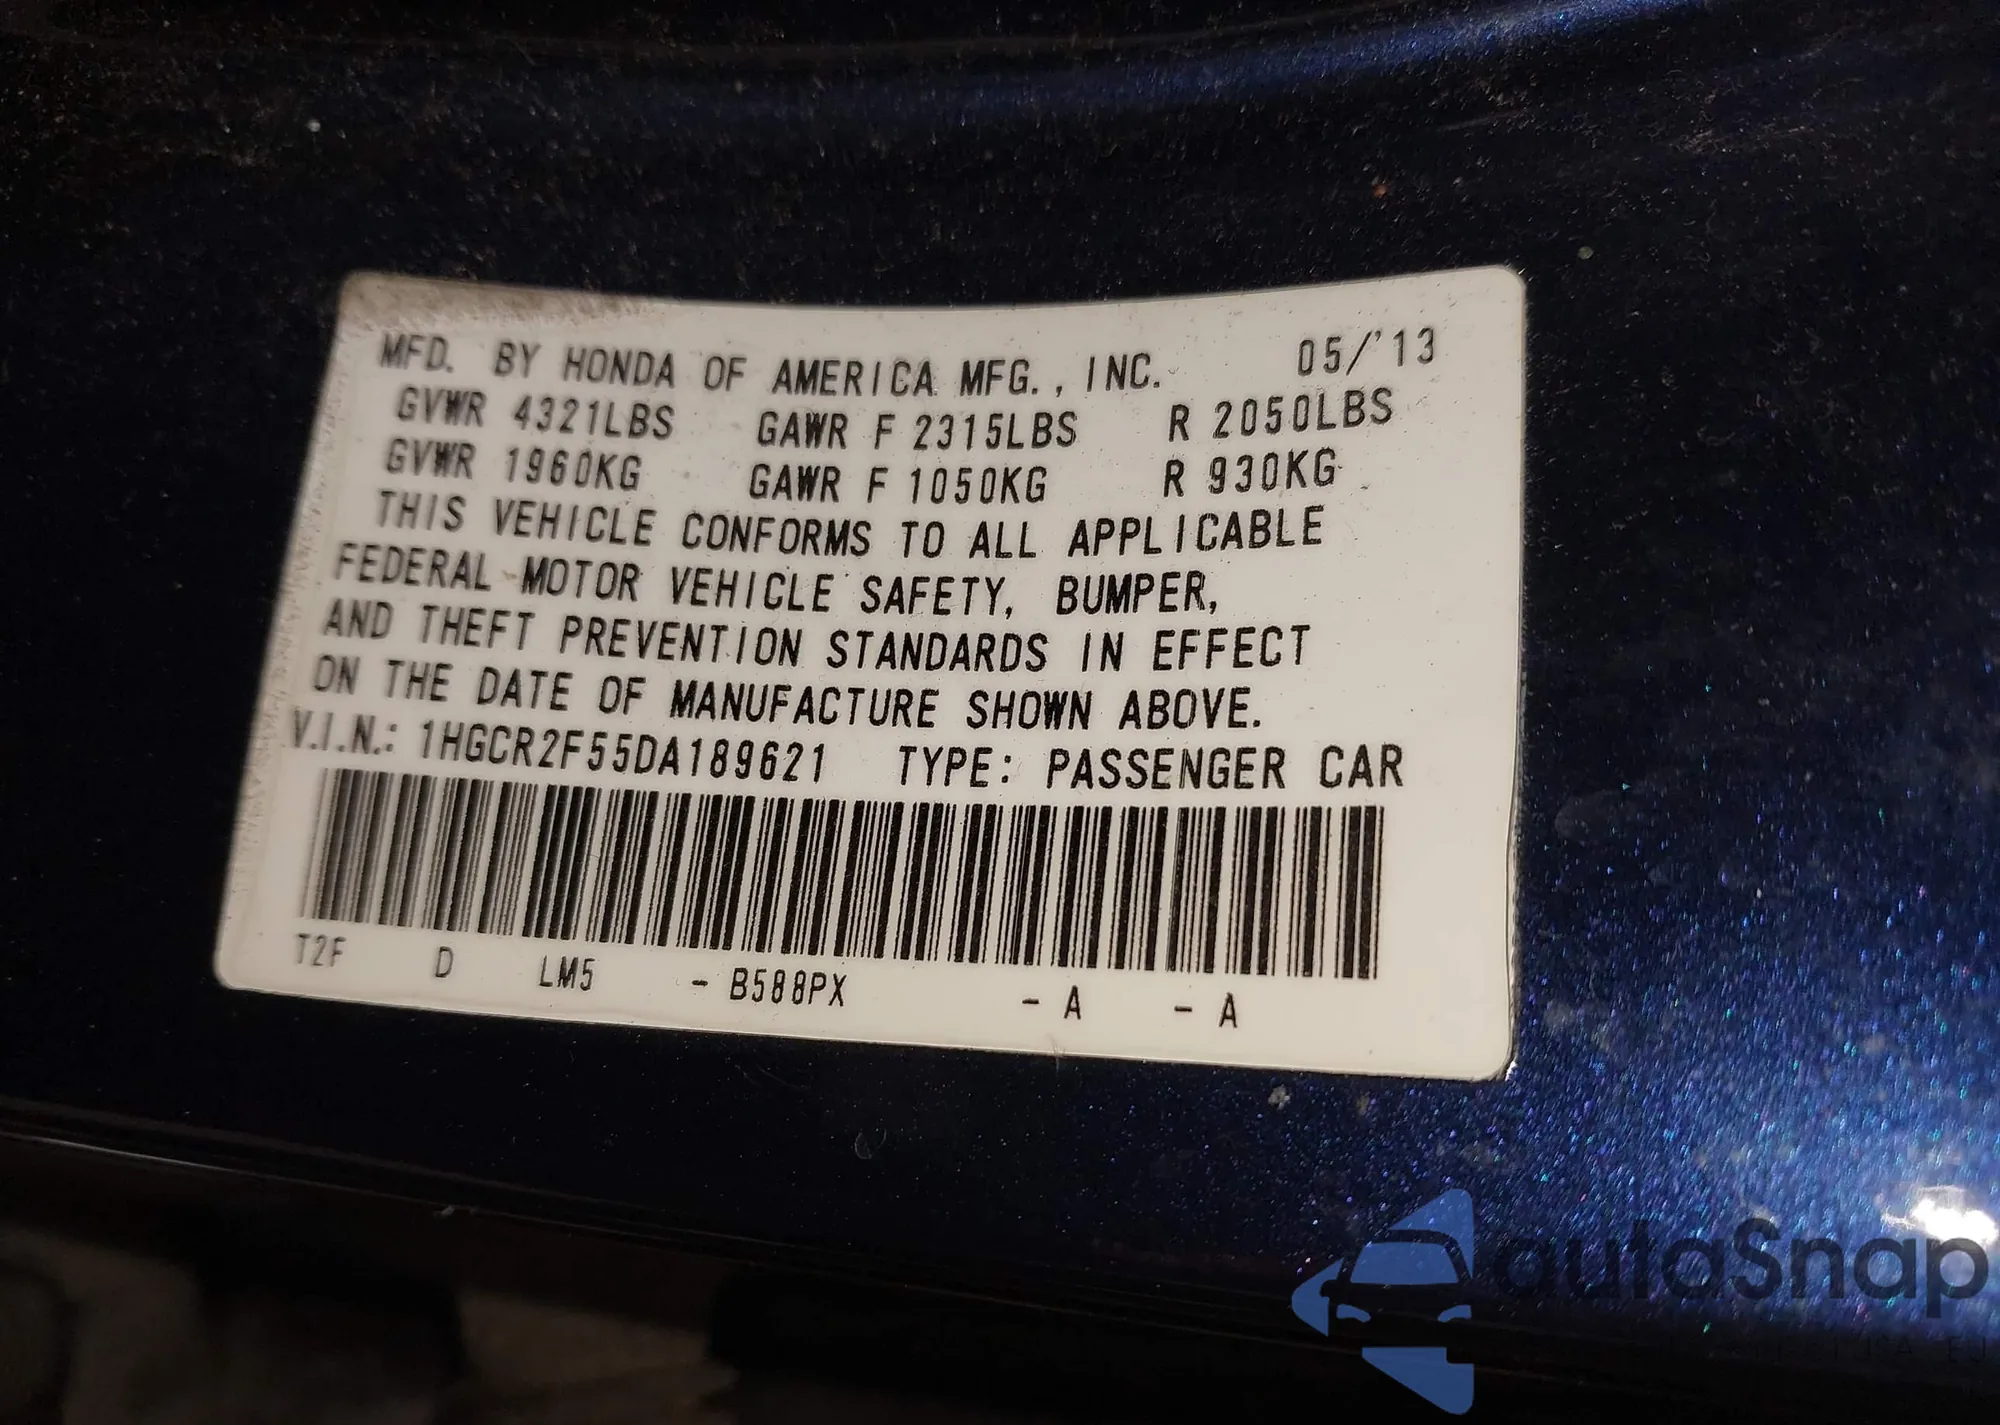 MFD. BY HONDA OF AMERICA MFG., INC. 05/'13
GVWR 4321LBS GAWR F 2315LBS R 2050LBS
GVWR 1960KG GAWR F 1050KG R 930KG
THIS VEHICLE CONFORMS TO ALL APPLICABLE
FEDERAL MOTOR VEHICLE SAFETY, BUMPER,
AND THEFT PREVENTION STANDARDS IN EFFECT
ON THE DATE OF MANUFACTURE SHOWN ABOVE.
V.I.N.: 1HGCR2F55DA189621 TYPE: PASSENGER CAR
T2F D LM5 - B588PX - A - A
autaSnap